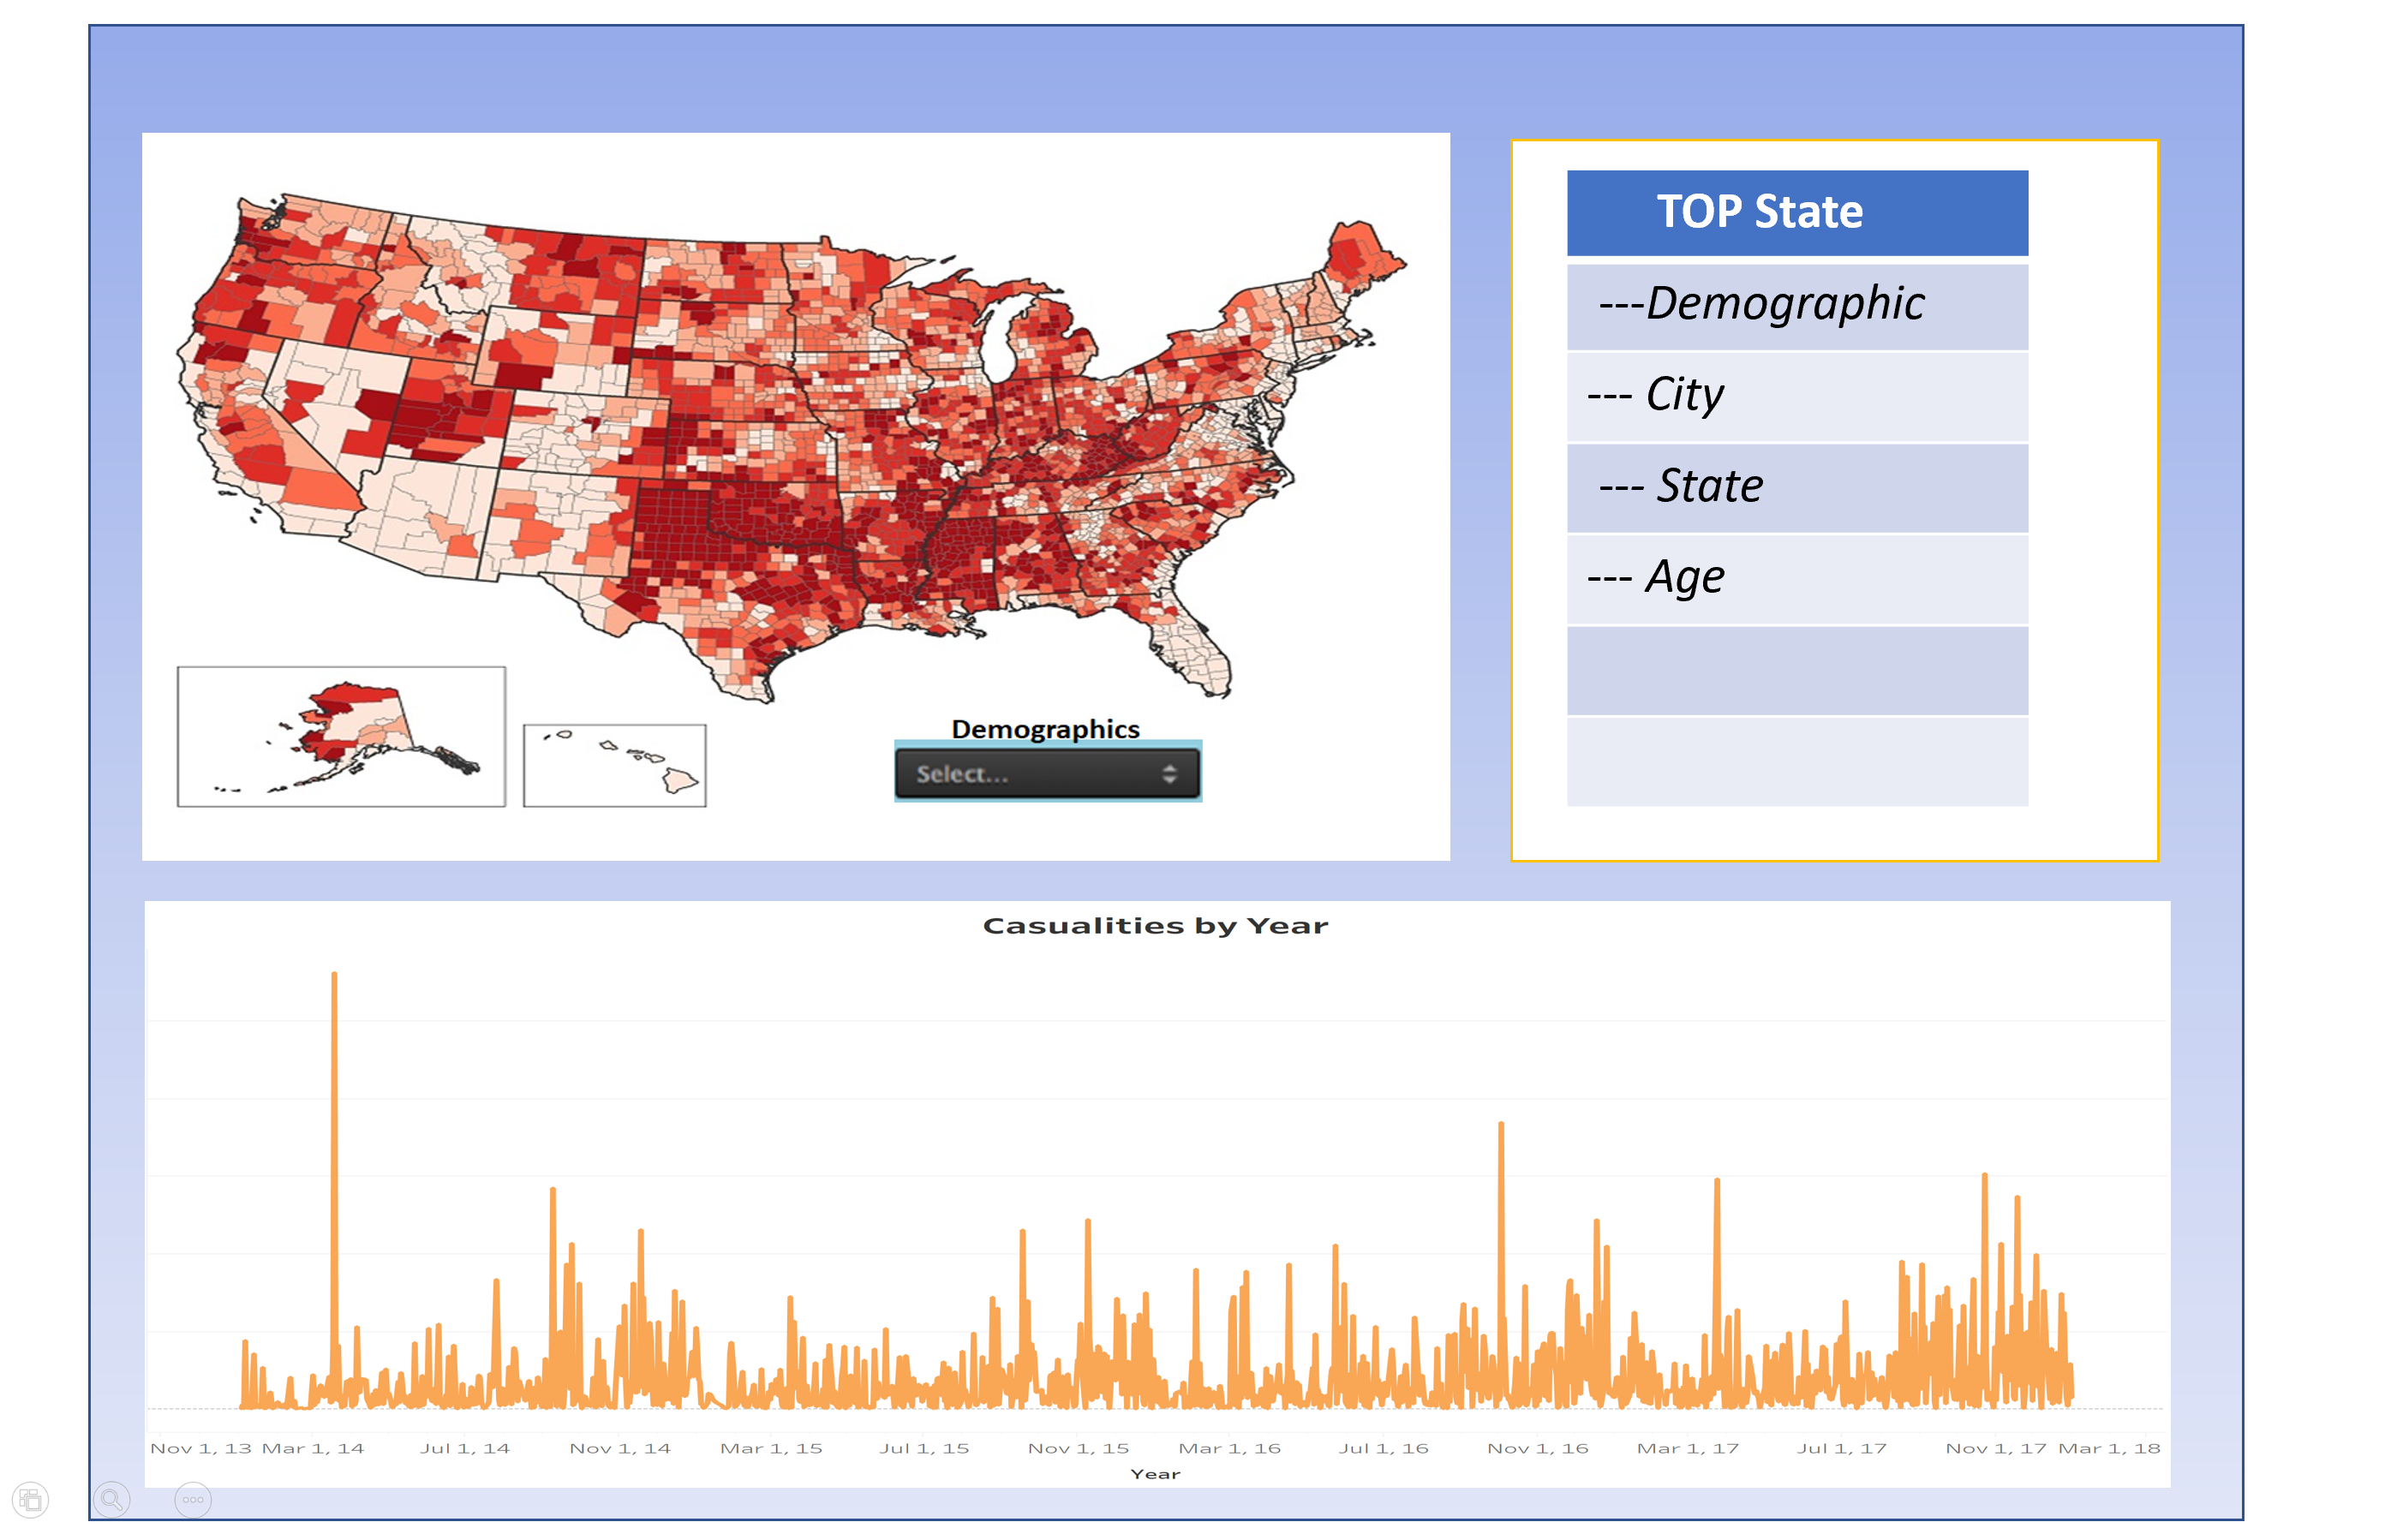 TOP State
---Demographic
--- City
--- State
--- Age
Demographics
Select...
Casualities by Year
Nov 1, 13 Mar 1, 14 Jul 1, 14 Nov 1, 14 Mar 1, 15 Jul 1, 15 Nov 1, 15 Mar 1, 16 Jul 1, 16 Nov 1, 16 Mar 1, 17 Jul 1, 17 Nov 1, 17 Mar 1, 18
Year